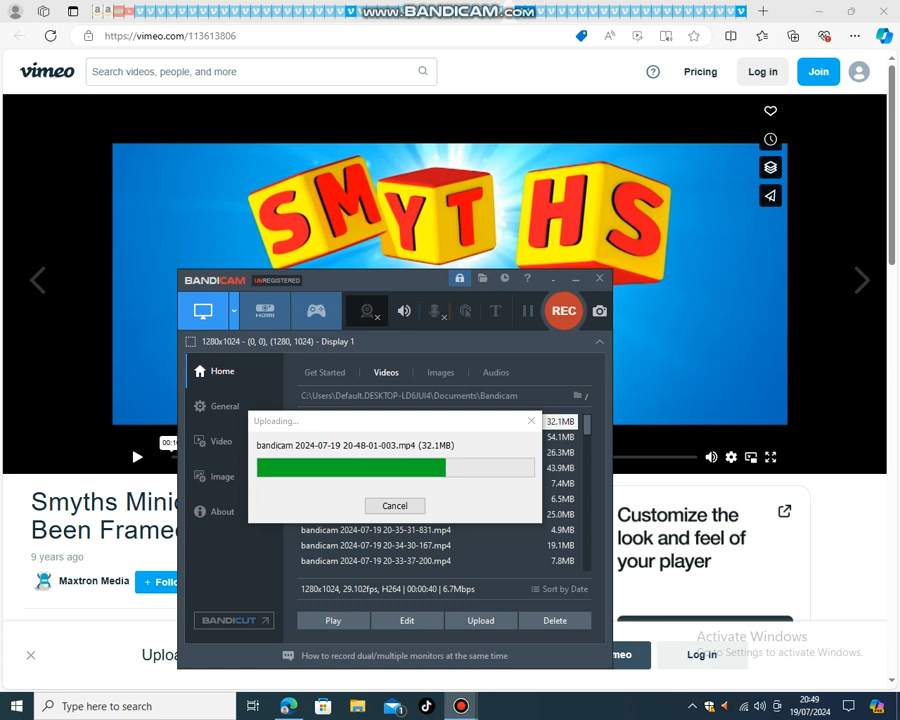 www.BANDICAM.com
https://vimeo.com/113613806
vimeo
Search videos, people, and more
Pricing
Log in
Join
SMYTHS
BANDICAM UNREGISTERED
HDMI
REC
1280x1024 - (0, 0), (1280, 1024) - Display 1
Home
General
Video
Image
About
Get Started
Videos
Images
Audios
C:\Users\Default.DESKTOP-LD6JUI4\Documents\Bandicam
Uploading...
bandicam 2024-07-19 20-48-01-003.mp4 (32.1MB)
Cancel
32.1MB
54.1MB
26.3MB
43.9MB
7.4MB
6.5MB
25.0MB
bandicam 2024-07-19 20-35-31-831.mp4 4.9MB
bandicam 2024-07-19 20-34-30-167.mp4 19.1MB
bandicam 2024-07-19 20-33-37-200.mp4 7.8MB
1280x1024, 29.102fps, H264 | 00:00:40 | 6.7Mbps
Sort by Date
BANDICUT
Play
Edit
Upload
Delete
How to record dual/multiple monitors at the same time
Smyths Mini
Been Frame
9 years ago
Maxtron Media
+ Follo
Customize the
look and feel of
your player
Uploa
meo
Log in
Activate Windows
Go to Settings to activate Windows.
Type here to search
1
20:49
19/07/2024